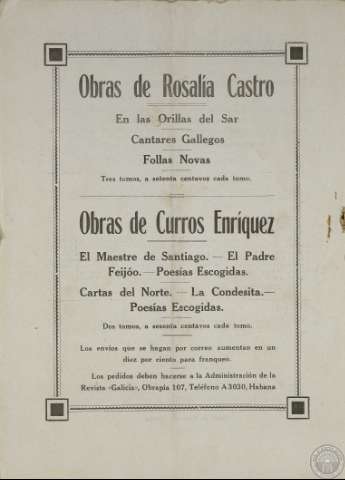 Obras de Rosalía Castro
En las Orillas del Sar
Cantares Gallegos
Follas Novas
Tres tomos, a setenta centavos cada tomo.
Obras de Curros Enríquez
El Maestre de Santiago. — El Padre
Feijóo. — Poesías Escogidas.
Cartas del Norte. — La Condesita. —
Poesías Escogidas.
Dos tomos, a sesenta centavos cada tomo.
Los envíos que se hagan por correo aumentan en un
diez por ciento para franqueo.
Los pedidos deben hacerse a la Administración de la
Revista «Galicia», Obrapía 107, Teléfono A 3030, Habana